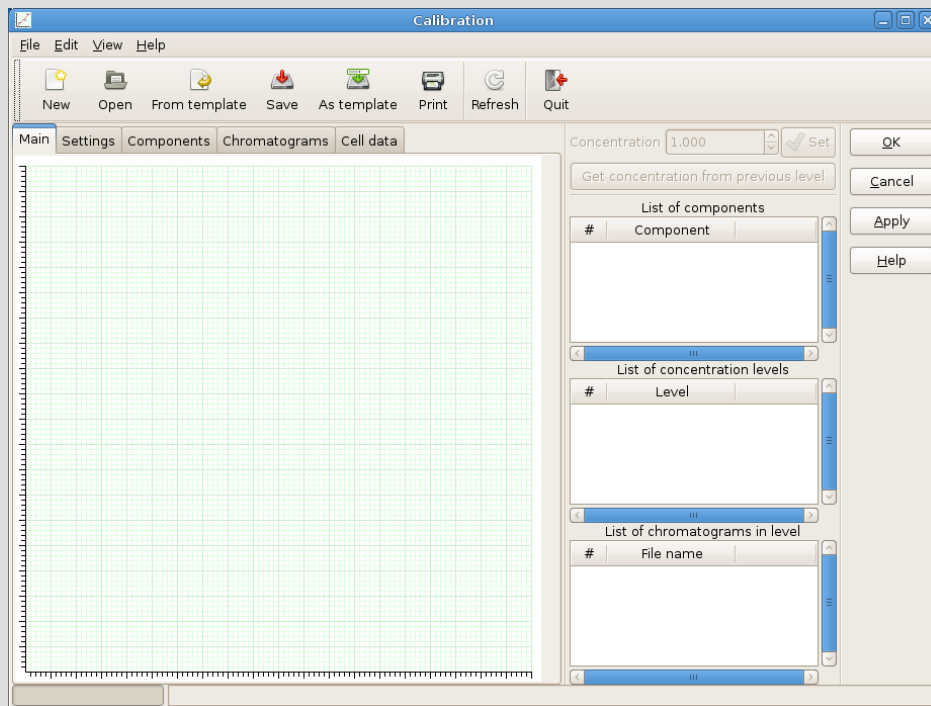 Calibration
File Edit View Help
New Open From template Save As template Print Refresh Quit
Main Settings Components Chromatograms Cell data
Concentration 1.000 Set
Get concentration from previous level
List of components
# Component
List of concentration levels
# Level
List of chromatograms in level
# File name
OK
Cancel
Apply
Help